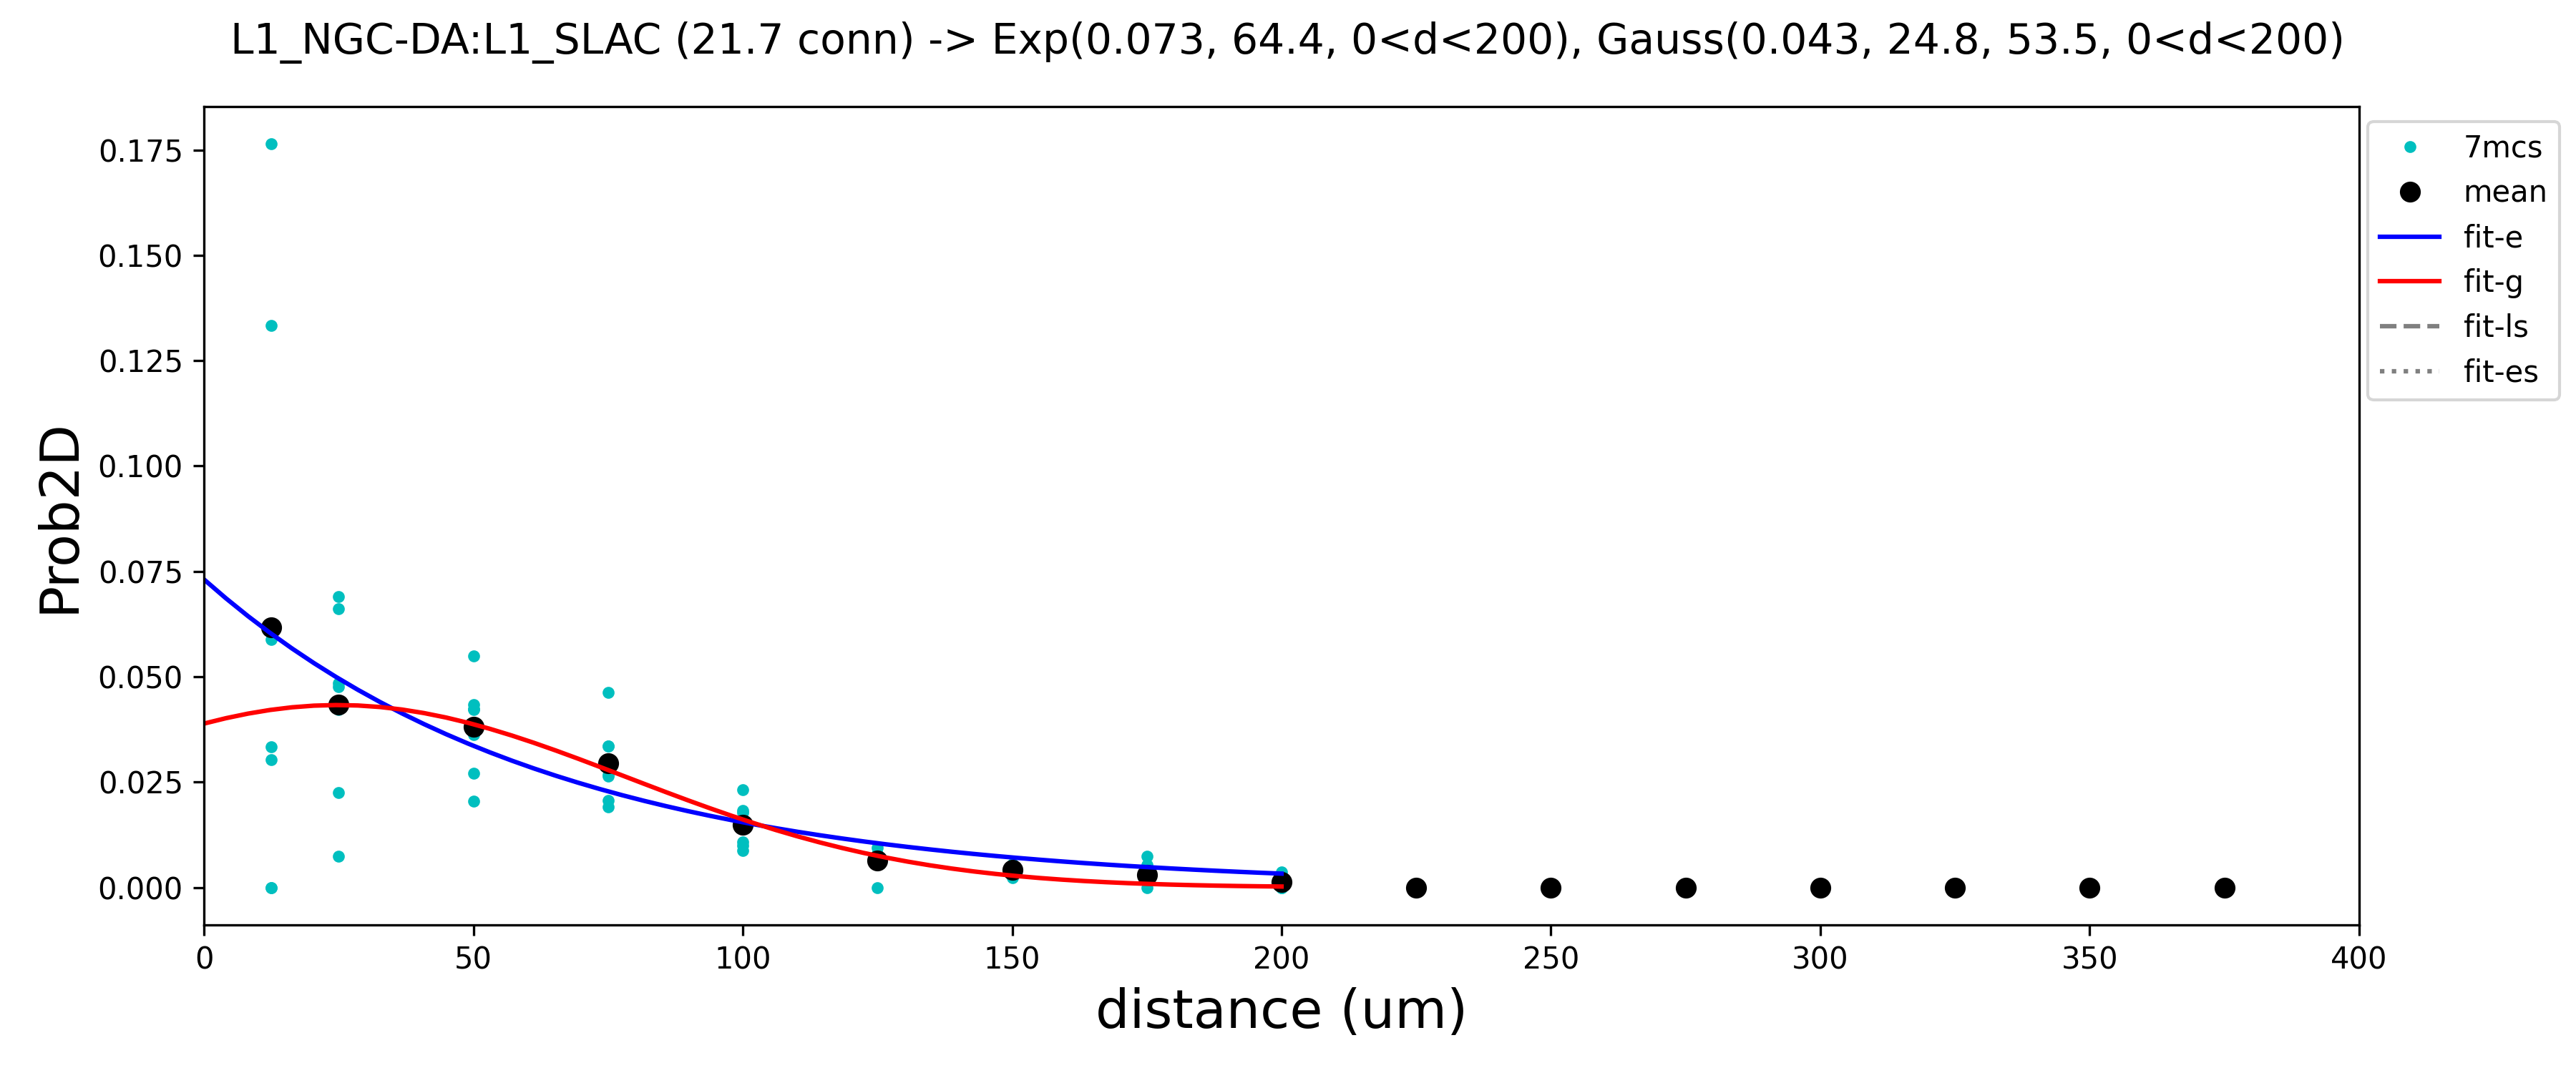 L1_NGC-DA:L1_SLAC (21.7 conn) -> Exp(0.073, 64.4, 0<d<200), Gauss(0.043, 24.8, 53.5, 0<d<200)
0.175
0.150
0.125
0.100
0.075
0.050
0.025
0.000
Prob2D
0 50 100 150 200 250 300 350 400
distance (um)
7mcs
mean
fit-e
fit-g
fit-ls
fit-es